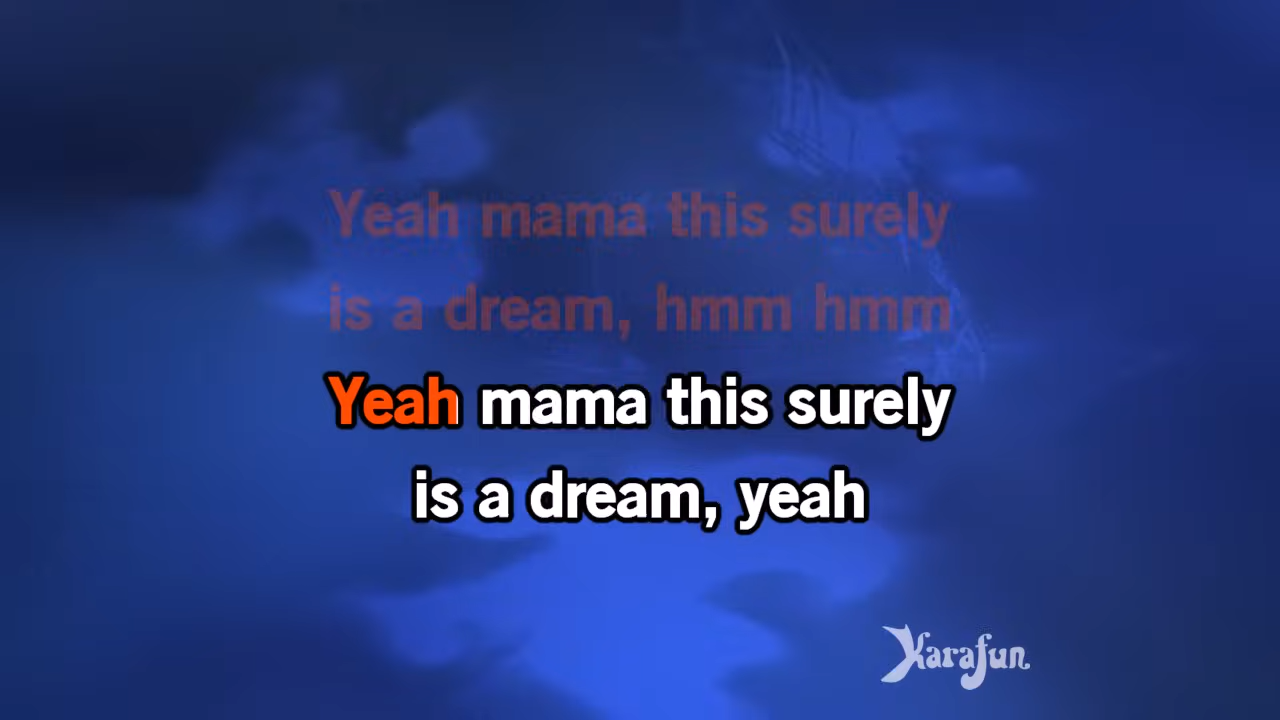 Yeah mama this surely
is a dream, hmm hmm
Yeah mama this surely
is a dream, yeah
Karafun